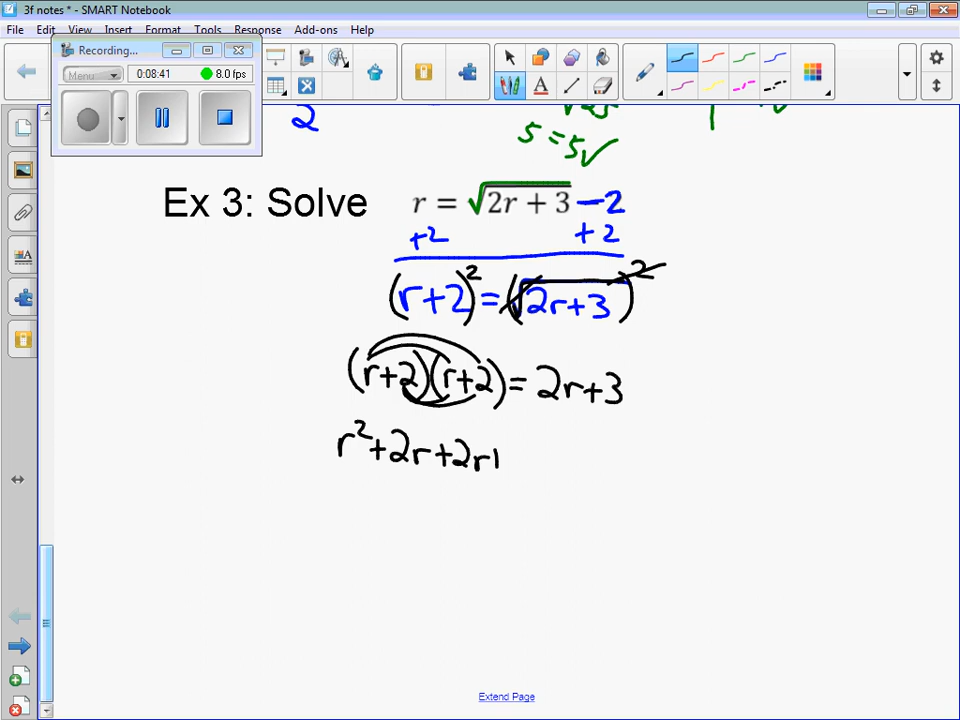 3f notes * - SMART Notebook
File Edit View Insert Format Tools Table Response Add-ons Help
Recording...
Menu 0:08:41 8.0 fps
2
5 = 5✓
Ex 3: Solve r = √2r + 3 - 2
+2 +2
(r+2)² = (√2r+3)²
(r+2)(r+2) = 2r+3
r²+2r+2r
Extend Page